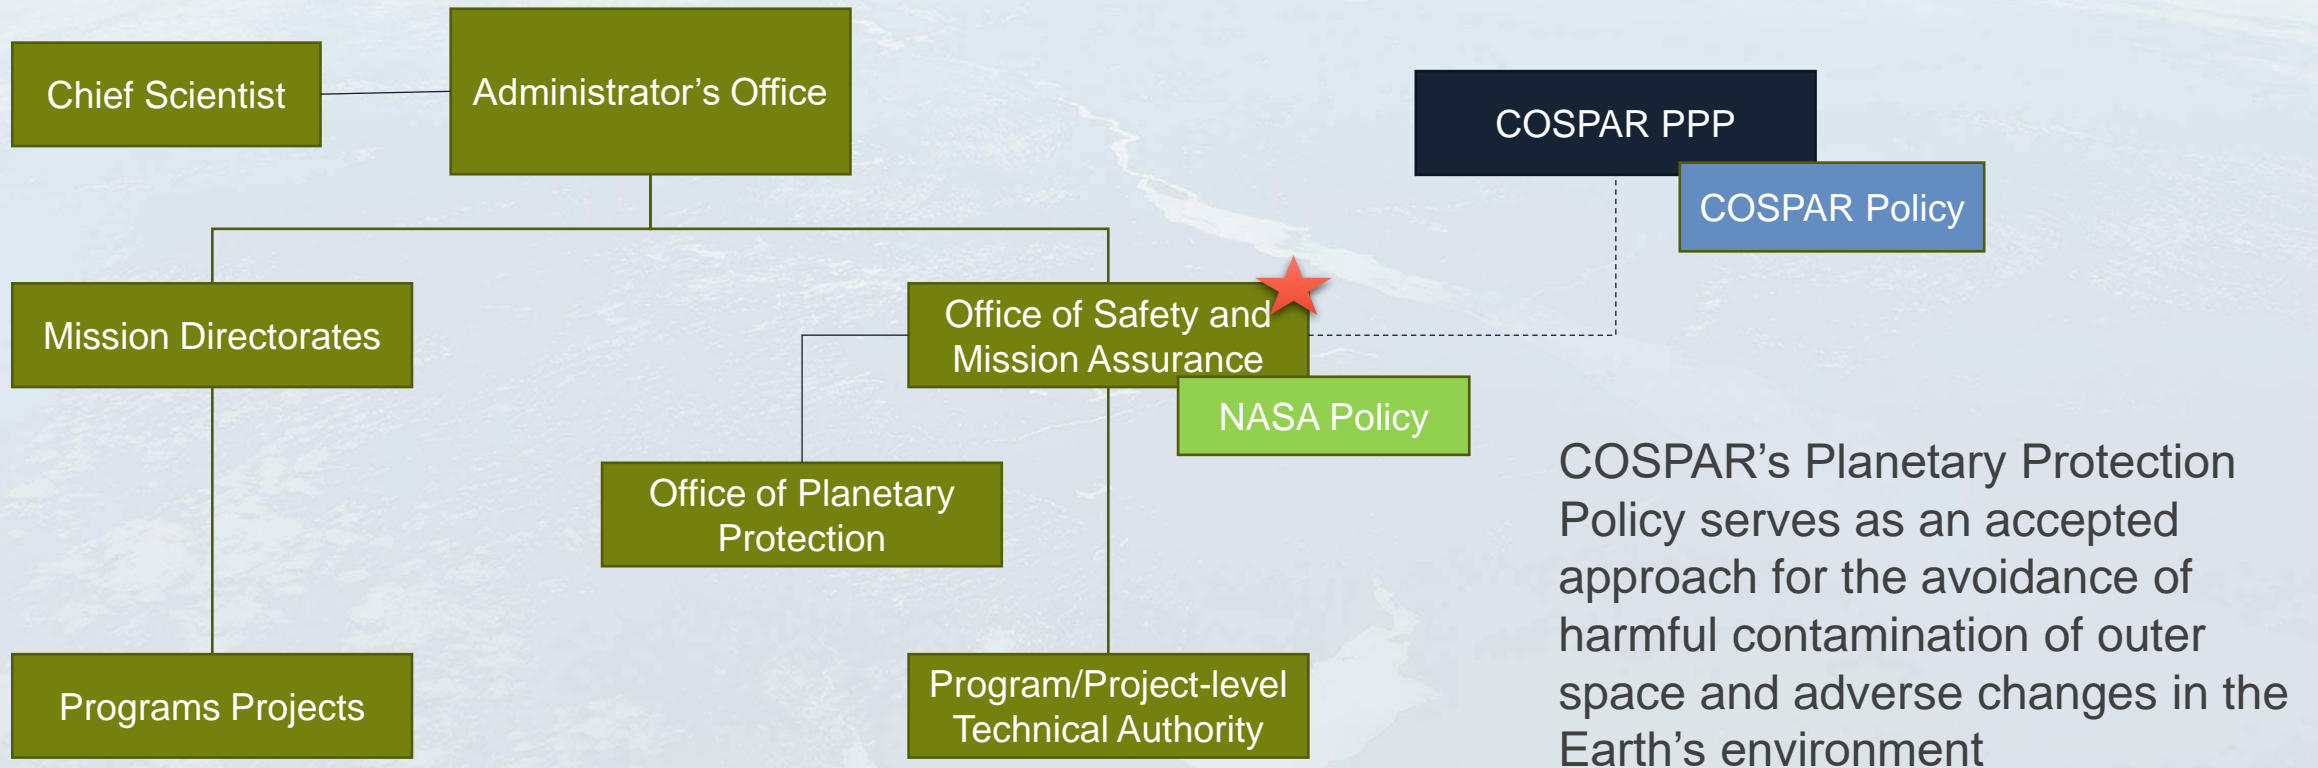 Chief Scientist
Administrator’s Office
COSPAR PPP
COSPAR Policy
Mission Directorates
Office of Safety and
Mission Assurance
NASA Policy
Office of Planetary
Protection
Programs Projects
Program/Project-level
Technical Authority
COSPAR’s Planetary Protection
Policy serves as an accepted
approach for the avoidance of
harmful contamination of outer
space and adverse changes in the
Earth’s environment